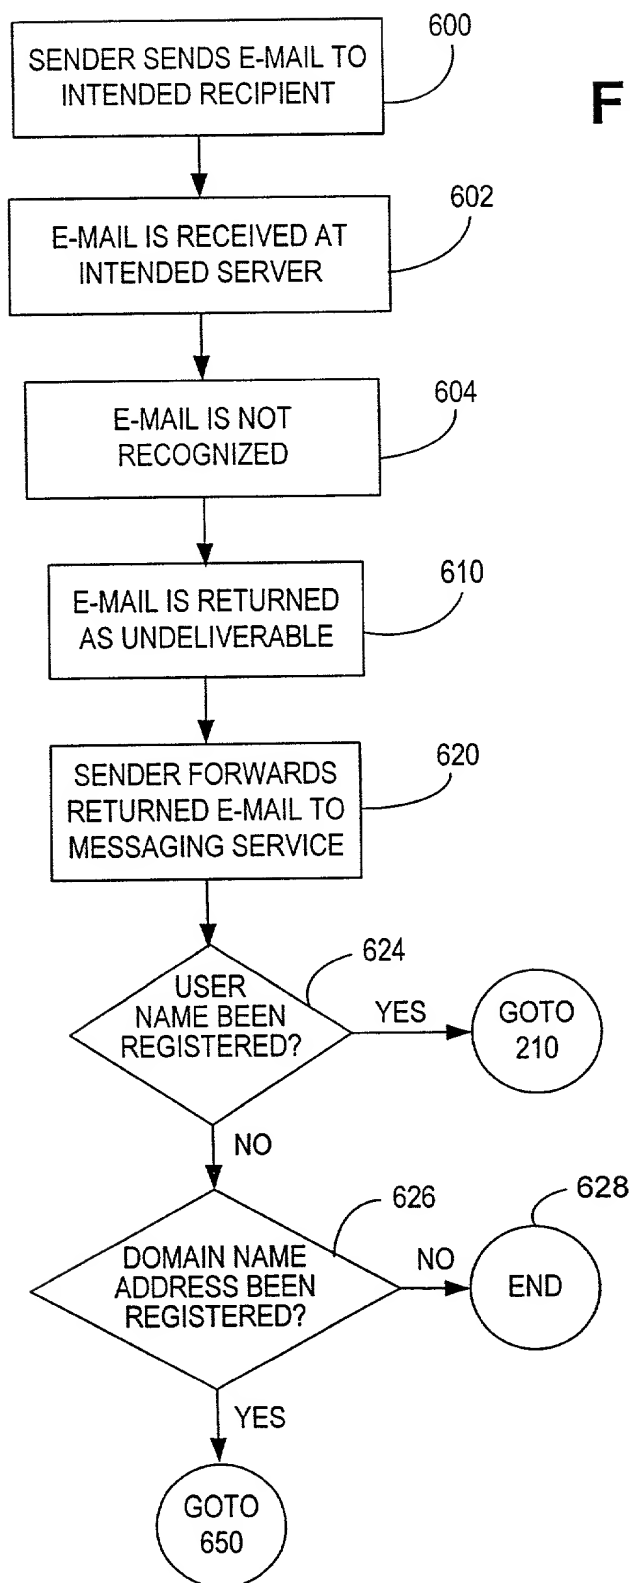 600
SENDER SENDS E-MAIL TO
INTENDED RECIPIENT
F
602
E-MAIL IS RECEIVED AT
INTENDED SERVER
604
E-MAIL IS NOT
RECOGNIZED
610
E-MAIL IS RETURNED
AS UNDELIVERABLE
620
SENDER FORWARDS
RETURNED E-MAIL TO
MESSAGING SERVICE
624
USER
NAME BEEN
REGISTERED?
YES
GOTO
210
NO
626
628
DOMAIN NAME
ADDRESS BEEN
REGISTERED?
NO
END
YES
GOTO
650